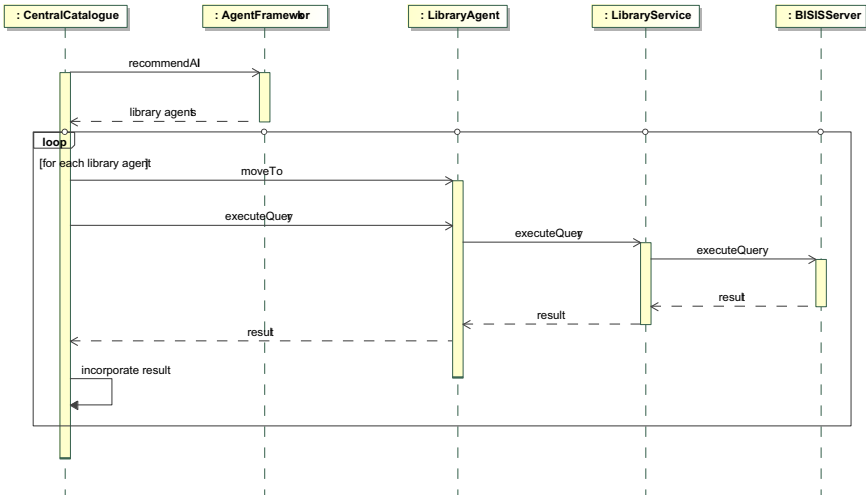 : CentralCatalogue
: AgentFramewkor
: LibraryAgent
: LibraryService
: BISISServer
recommendAll
library agents
loop
[for each library agent]
moveTo
executeQuery
executeQuery
executeQuery
result
result
result
incorporate result